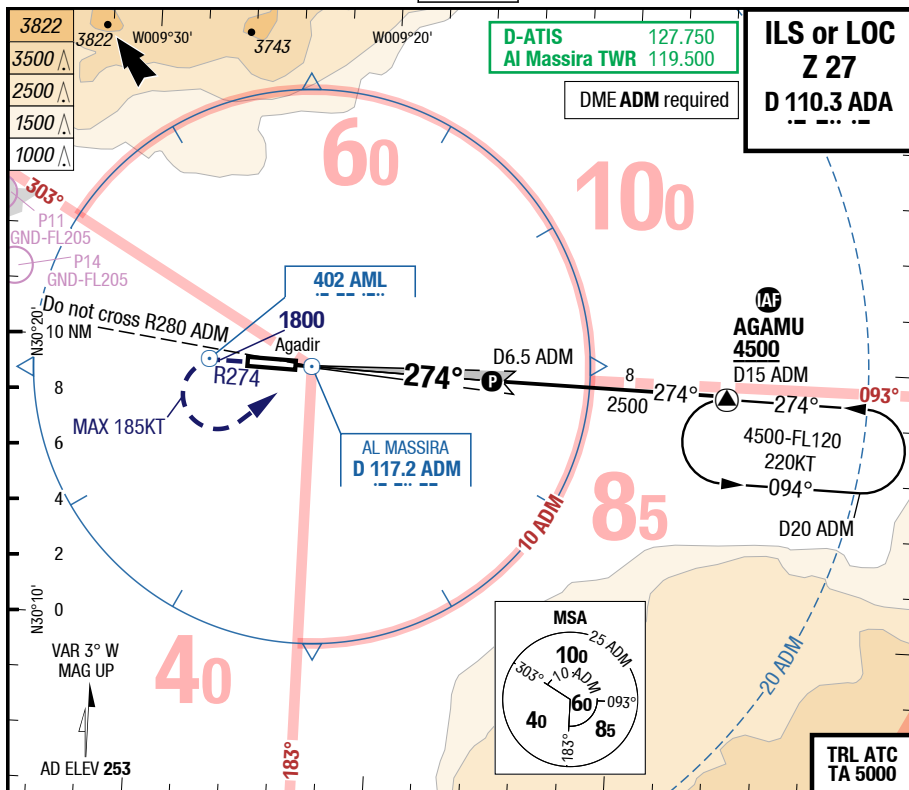 3822
3500
2500
1500
1000
3822
W009°30'
3743
W009°20'
D-ATIS 127.750
Al Massira TWR 119.500
DME ADM required
ILS or LOC
Z 27
D 110.3 ADA
60
100
303°
P11
GND-FL205
P14
GND-FL205
402 AML
Do not cross R280 ADM
1800
Agadir
N30°20'
10 NM
R274
274°
D6.5 ADM
P
IAF
AGAMU
4500
D15 ADM
8
2500
274°
274°
093°
MAX 185KT
AL MASSIRA
D 117.2 ADM
4500-FL120
220KT
094°
D20 ADM
8
6
4
2
0
N30°10'
85
10 ADM
40
183°
VAR 3° W
MAG UP
AD ELEV 253
MSA
25 ADM
100
303°
10 ADM
60
093°
40
85
183°
20 ADM
TRL ATC
TA 5000